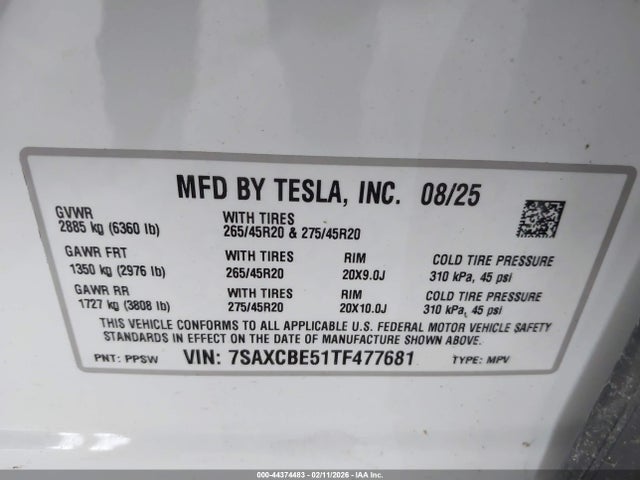 MFD BY TESLA, INC. 08/25
GVWR
2885 kg (6360 lb)
WITH TIRES
265/45R20 & 275/45R20
GAWR FRT
1350 kg (2976 lb)
WITH TIRES
265/45R20
RIM
20X9.0J
COLD TIRE PRESSURE
310 kPa, 45 psi
GAWR RR
1727 kg (3808 lb)
WITH TIRES
275/45R20
RIM
20X10.0J
COLD TIRE PRESSURE
310 kPa, 45 psi
THIS VEHICLE CONFORMS TO ALL APPLICABLE U.S. FEDERAL MOTOR VEHICLE SAFETY
STANDARDS IN EFFECT ON THE DATE OF MANUFACTURE SHOWN ABOVE.
PNT: PPSW VIN: 7SAXCBE51TF477681 TYPE: MPV
000-44374483 - 02/11/2026 - IAA Inc.